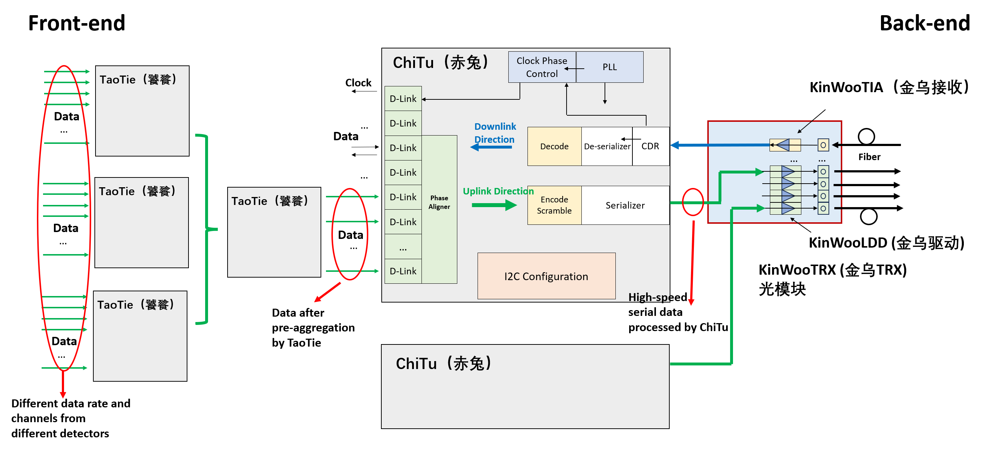 Front-end
Back-end
TaoTie（饕餮）
Data
...
TaoTie（饕餮）
Data
...
TaoTie（饕餮）
Data
...
Different data rate and
channels from
different detectors
TaoTie（饕餮）
Data
...
Data after
pre-aggregation
by TaoTie
Clock
...
Data
...
ChiTu（赤兔）
Clock Phase
Control
PLL
D-Link
D-Link
D-Link
D-Link
D-Link
D-Link
...
D-Link
Phase
Aligner
Downlink
Direction
Decode
De-serializer
CDR
Uplink Direction
Encode
Scramble
Serializer
I2C Configuration
High-speed
serial data
processed by ChiTu
ChiTu（赤兔）
KinWooTIA（金乌接收）
...
...
Fiber
KinWooLDD (金乌驱动)
KinWooTRX (金乌TRX)
光模块